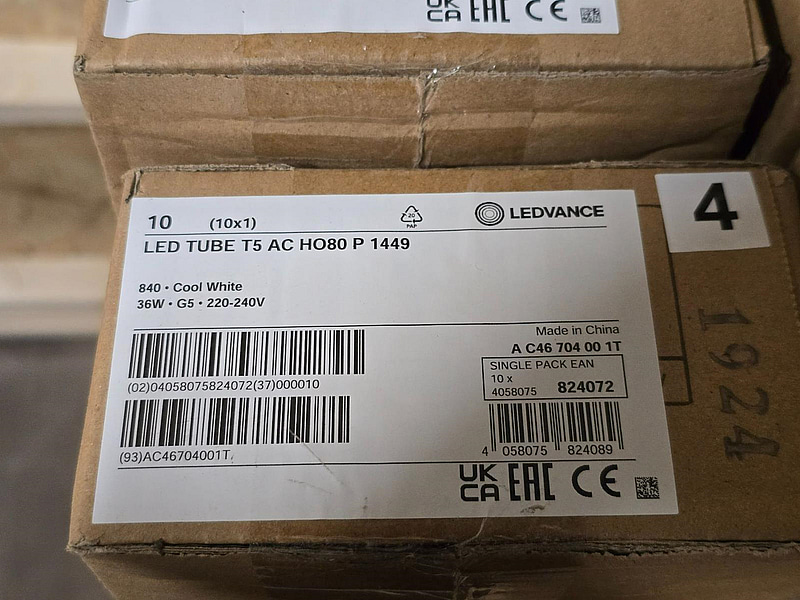 UK
CA EAC CE
4
10 (10x1)
20
PAP
LEDVANCE
LED TUBE T5 AC HO80 P 1449
840 • Cool White
36W • G5 • 220-240V
Made in China
A C46 704 00 1T
SINGLE PACK EAN
10 x
4058075 824072
(02)04058075824072(37)000010
(93)AC46704001T
4 058075 824089
UK
CA EAC CE
1924